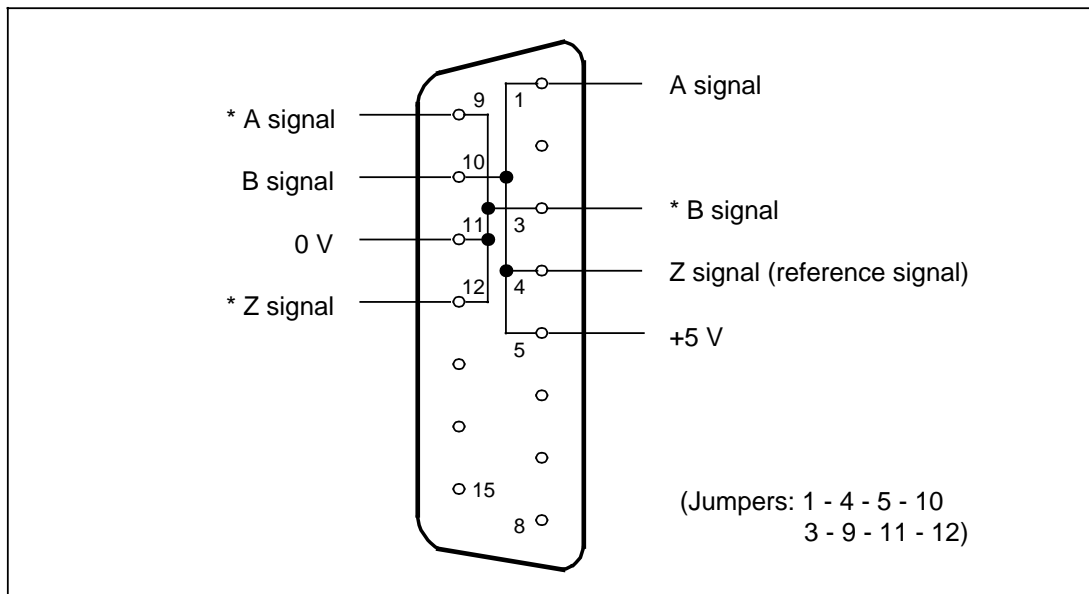 A signal
1
9
* A signal
10
B signal
* B signal
3
11
0 V
Z signal (reference signal)
4
12
* Z signal
+5 V
5
15
8
(Jumpers: 1 - 4 - 5 - 10
3 - 9 - 11 - 12)